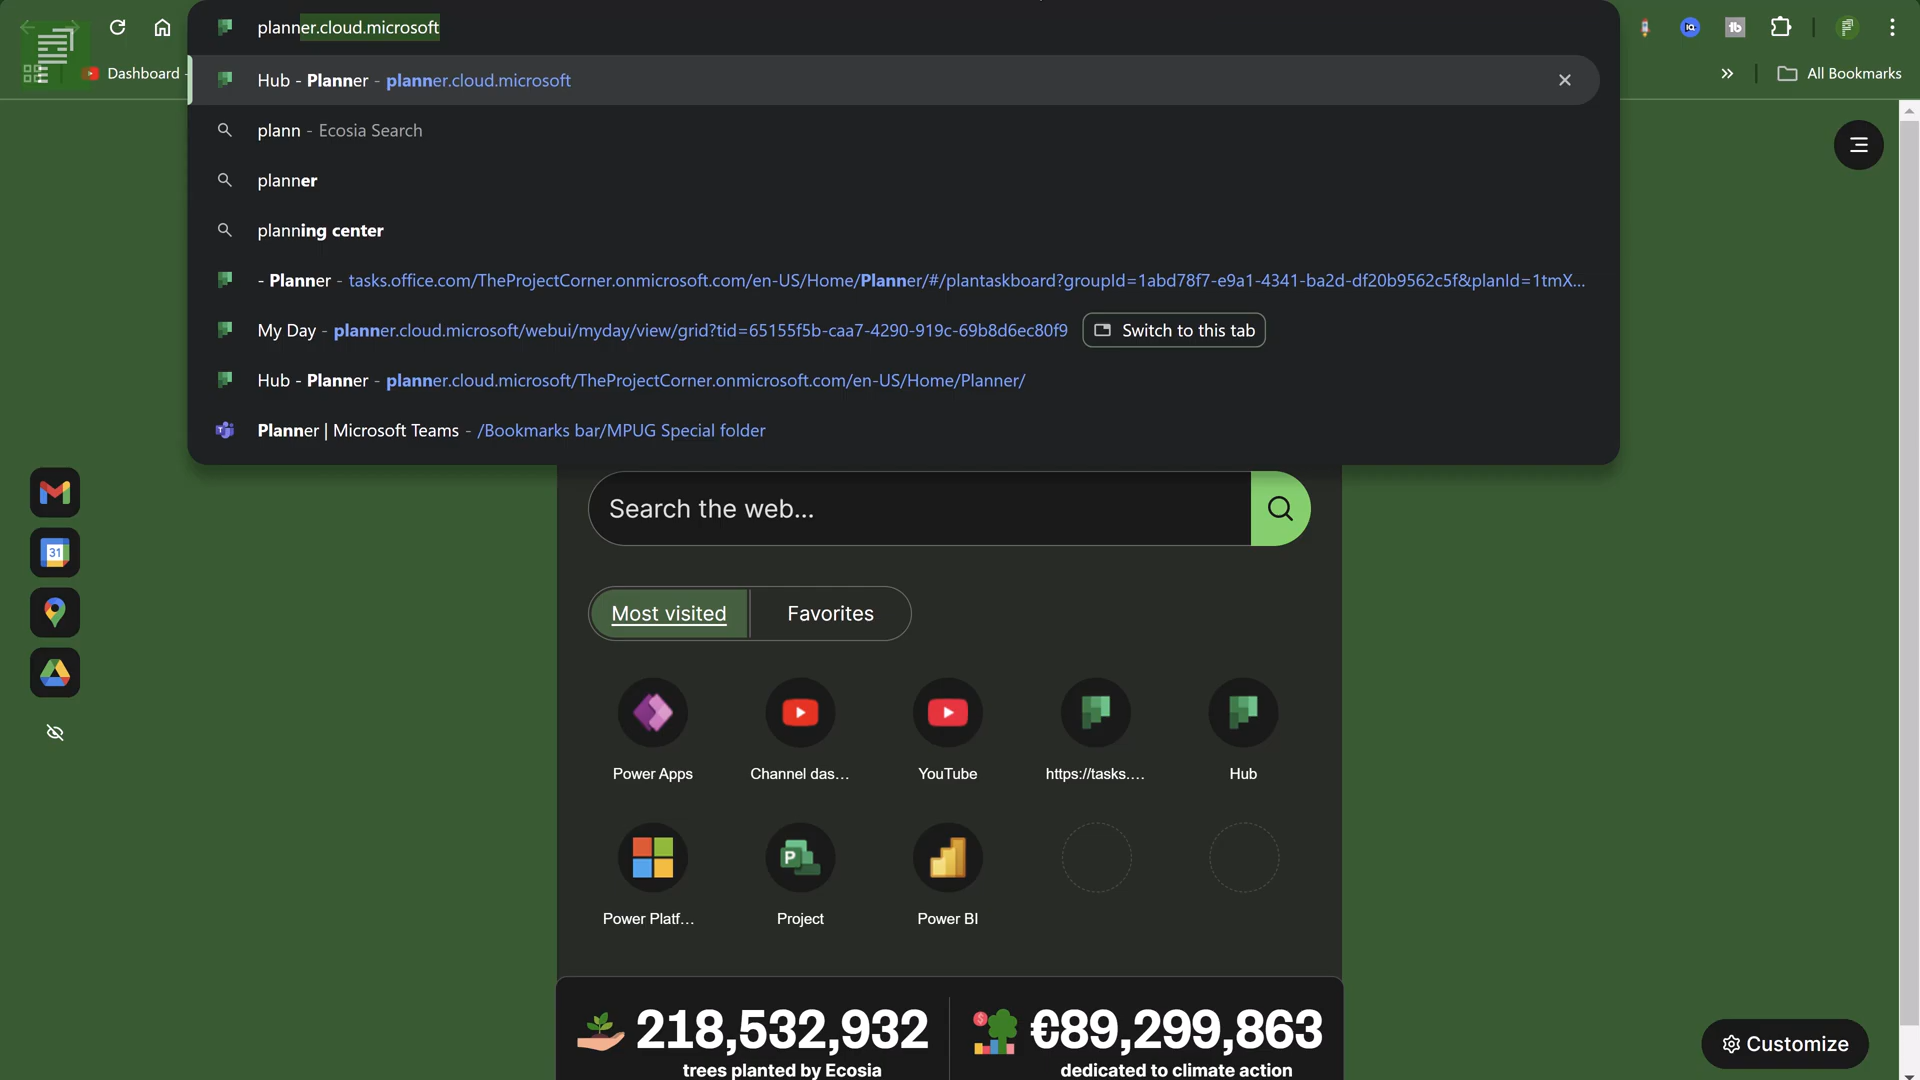 planner.cloud.microsoft
Dashboard -
All Bookmarks
Hub - Planner - planner.cloud.microsoft
plann - Ecosia Search
planner
planning center
- Planner - tasks.office.com/TheProjectCorner.onmicrosoft.com/en-US/Home/Planner/#/plantaskboard?groupId=1abd78f7-e9a1-4341-ba2d-df20b9562c5f&planId=1tmX...
My Day - planner.cloud.microsoft/webui/myday/view/grid?tid=65155f5b-caa7-4290-919c-69b8d6ec80f9 Switch to this tab
Hub - Planner - planner.cloud.microsoft/TheProjectCorner.onmicrosoft.com/en-US/Home/Planner/
Planner | Microsoft Teams - /Bookmarks bar/MPUG Special folder
Search the web...
Most visited Favorites
Power Apps Channel das... YouTube https://tasks.... Hub
Power Platf... Project Power BI
218,532,932 €89,299,863
trees planted by Ecosia dedicated to climate action
Customize
31
tb
P
T